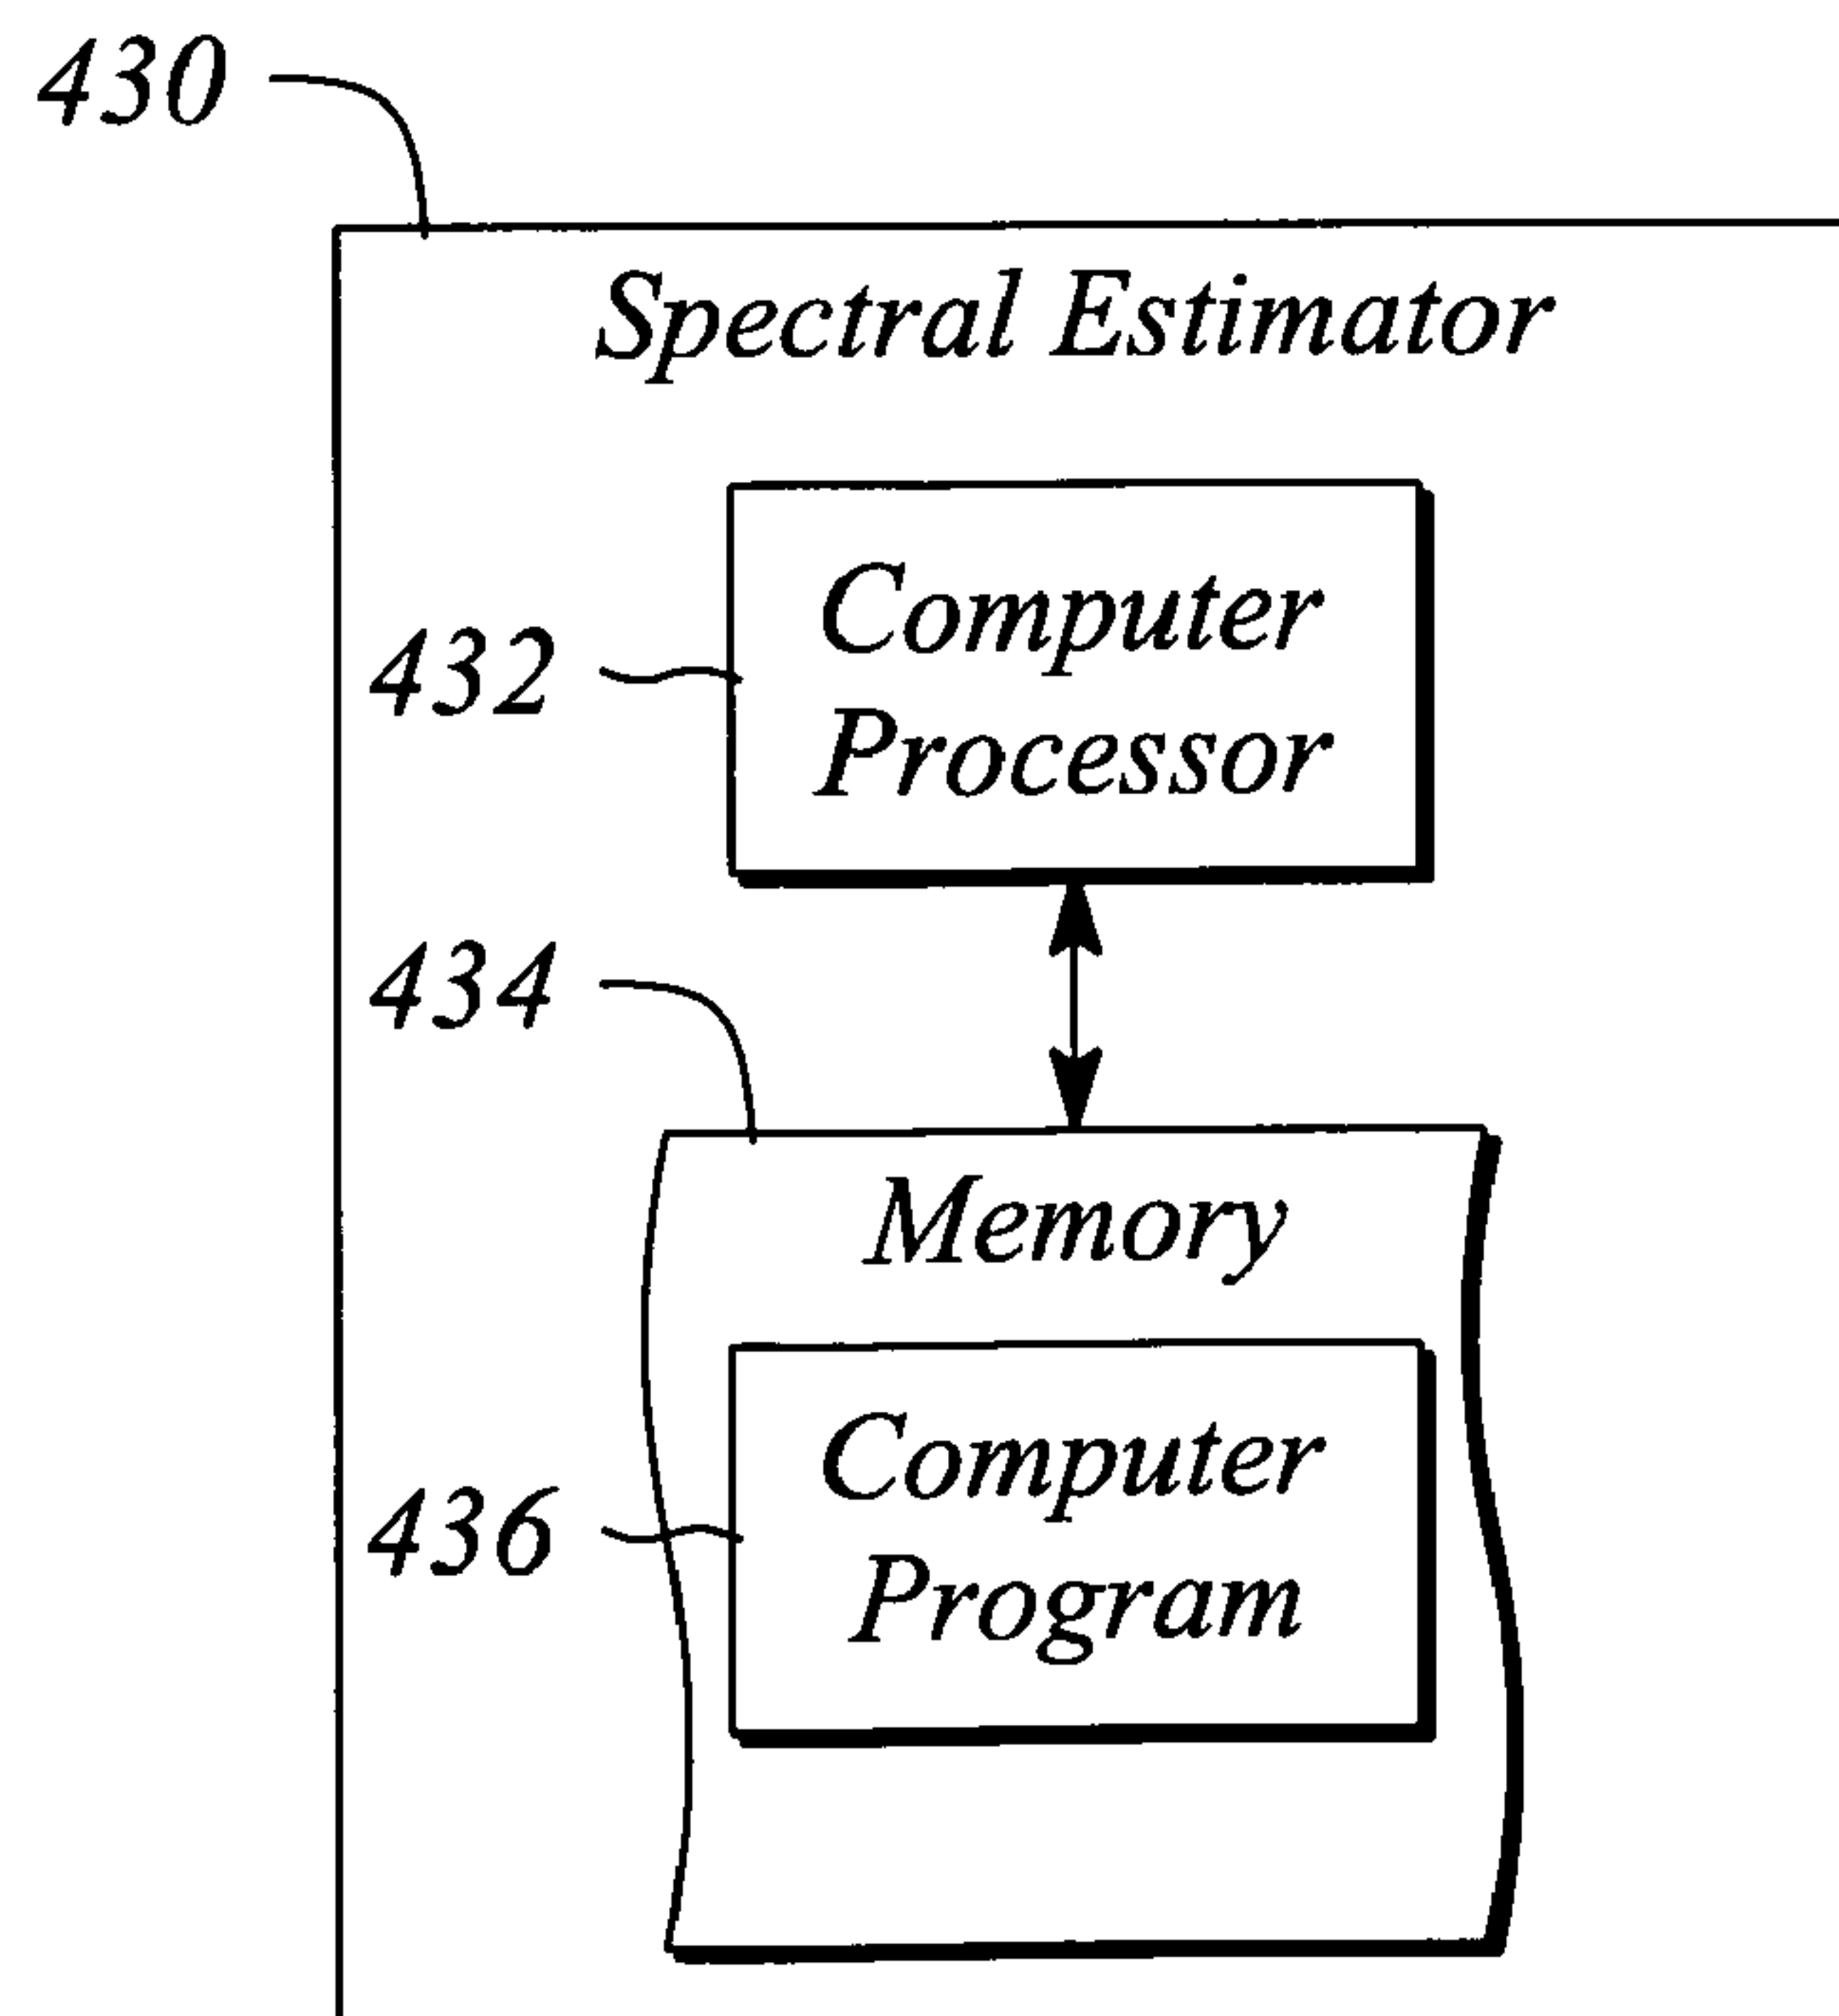 430
Spectral Estimator
Computer
432
Processor
434
Memory
Computer
436
Program